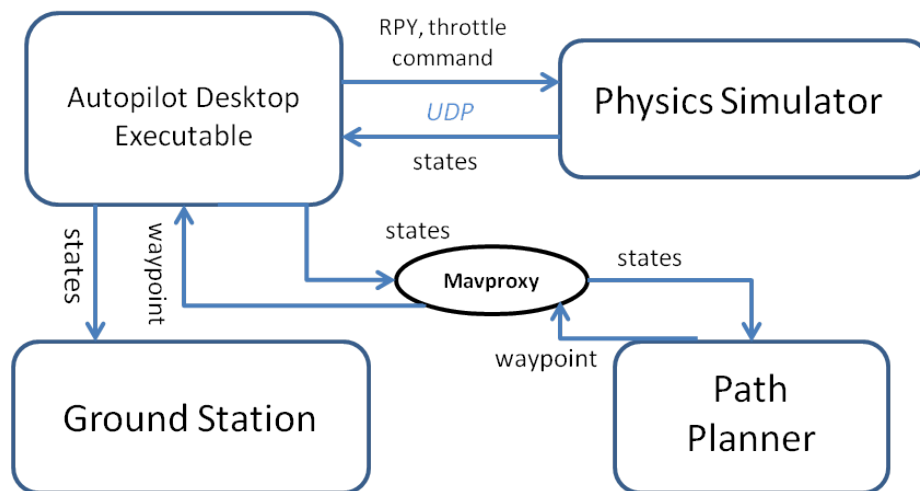 RPY, throttle
command
Autopilot Desktop
Executable
UDP
states
Physics Simulator
states
waypoint
states
Mavproxy
states
waypoint
Ground Station
Path
Planner